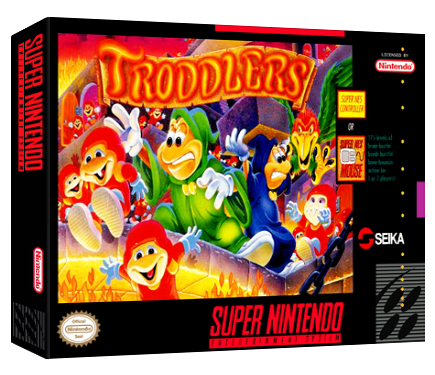 SUPER NINTENDO
Nintendo
TRODDLERS
LICENSED BY
Nintendo
SUPER NES
CONTROLLER
OR
SUPER NES
MOUSE
SEIKA
Official
Nintendo
Seal
SUPER NINTENDO
ENTERTAINMENT SYSTEM